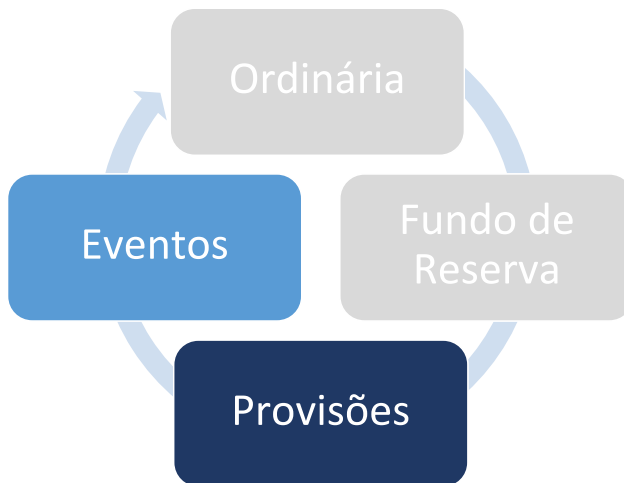 Ordinária
Eventos
Fundo de
Reserva
Provisões